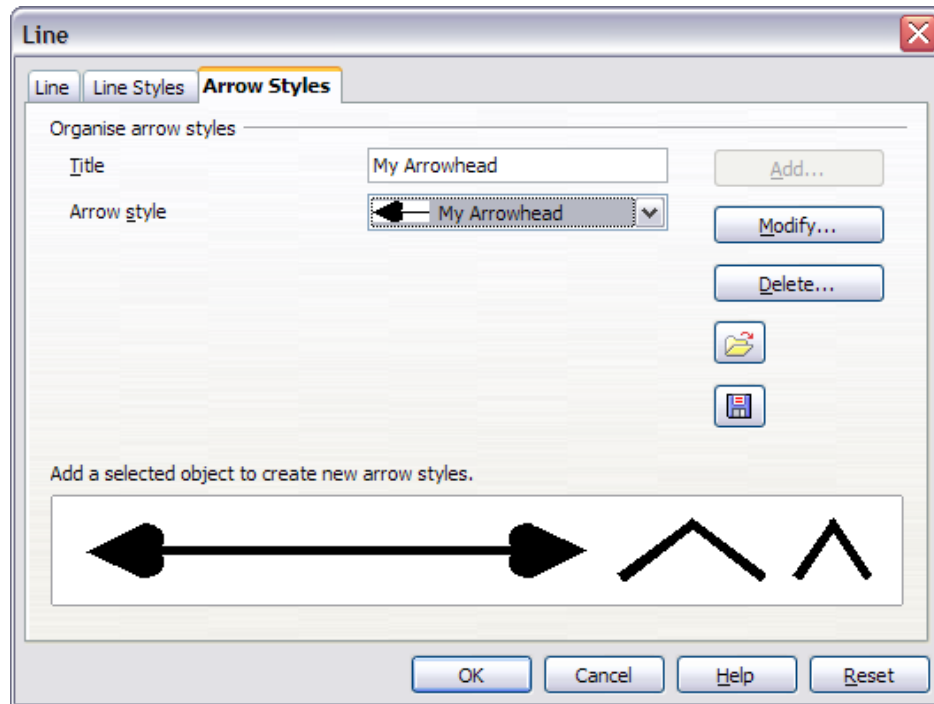 Line
Line Line Styles Arrow Styles
Organise arrow styles
Title My Arrowhead Add...
Arrow style My Arrowhead Modify...
Delete...
Add a selected object to create new arrow styles.
OK Cancel Help Reset